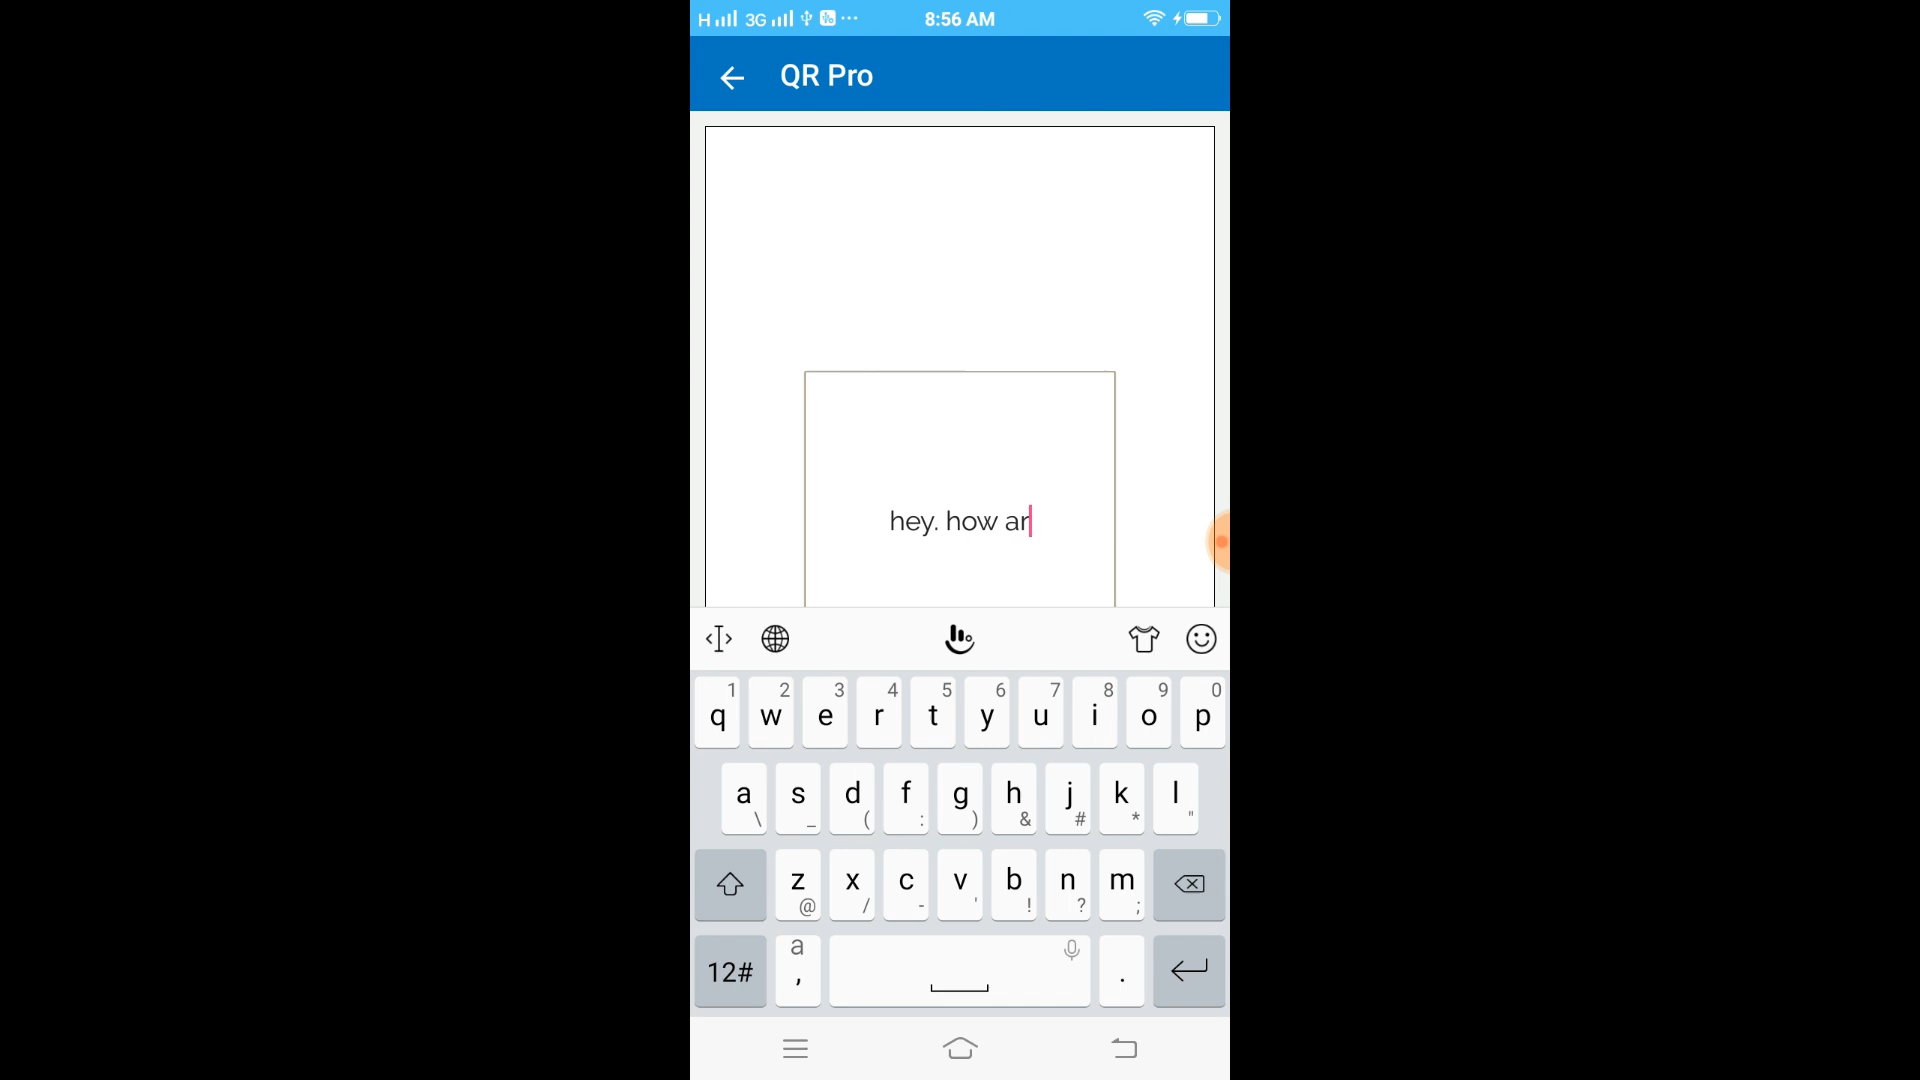 H 3G 8:56 AM
QR Pro
hey. how ar
1 2 3 4 5 6 7 8 9 0
q w e r t y u i o p
a s d f g h j k l
\ _ ( : ) & # * "
z x c v b n m
@ / - ' ! ? ;
a
12# , .